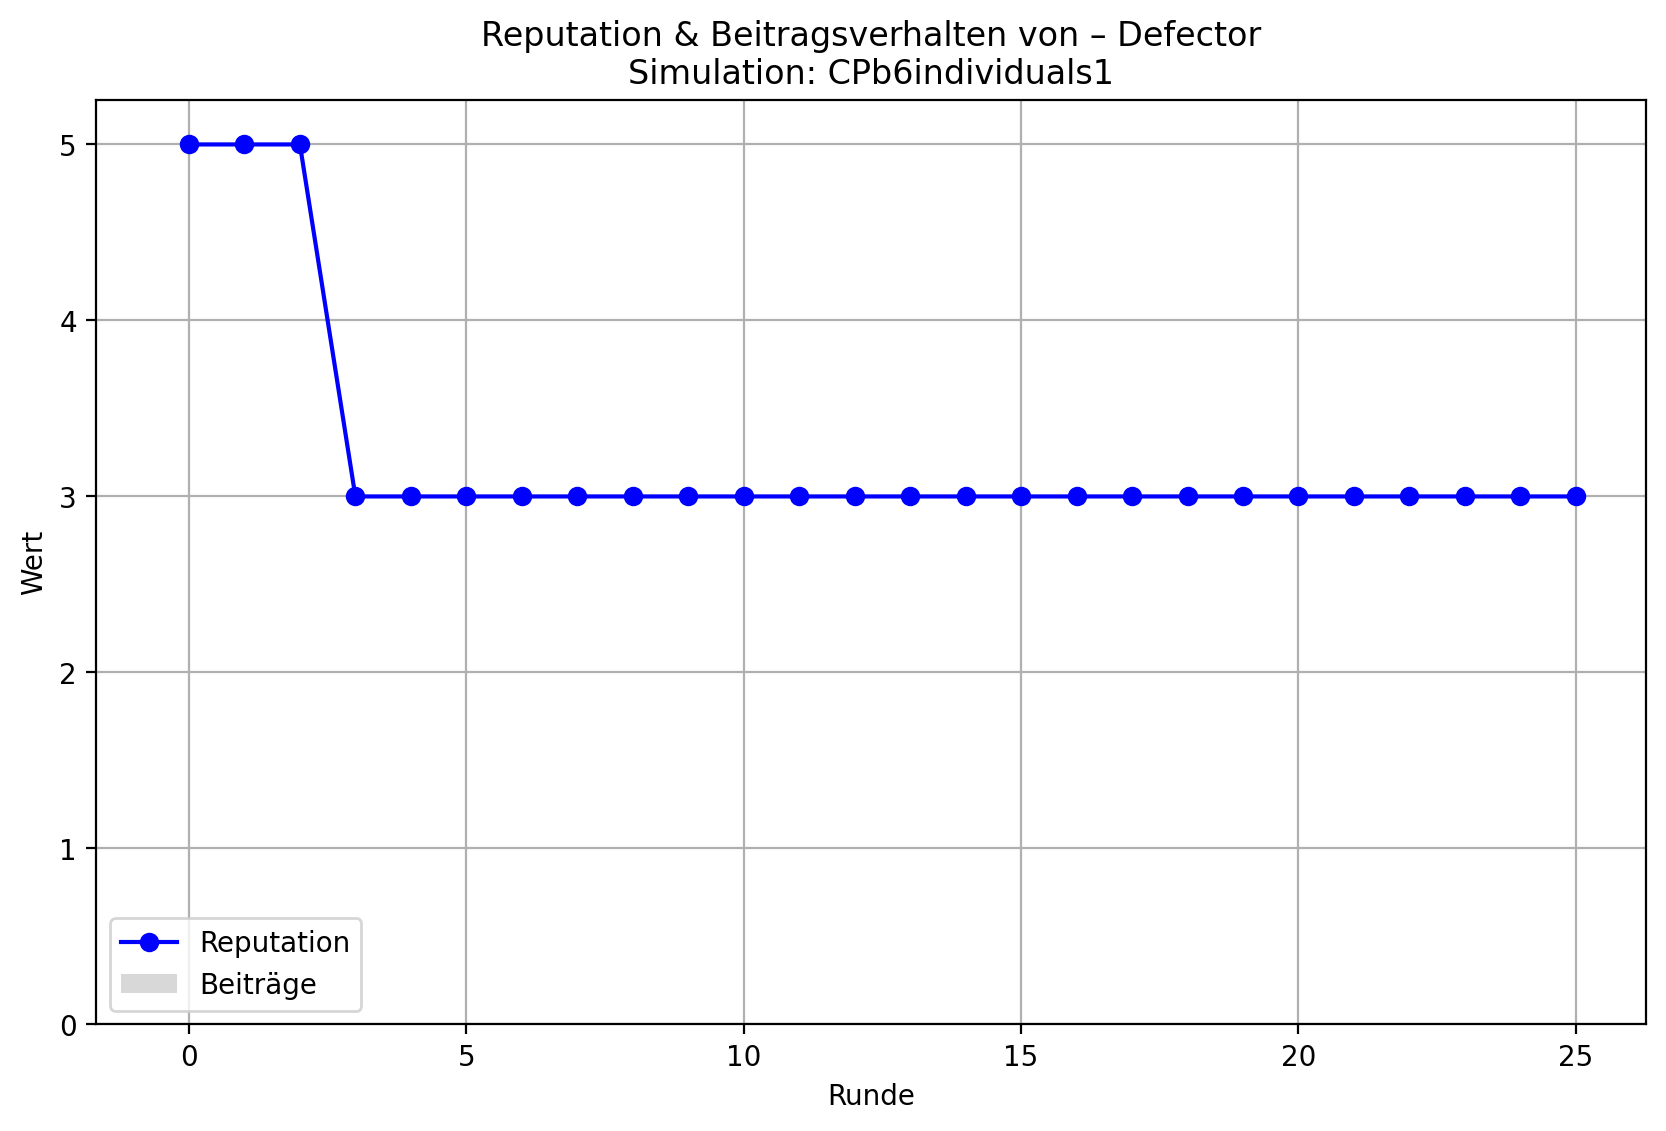 Reputation & Beitragsverhalten von – Defector
Simulation: CPb6individuals1
5
4
3
2
1
0
Wert
Reputation
Beiträge
0 5 10 15 20 25
Runde